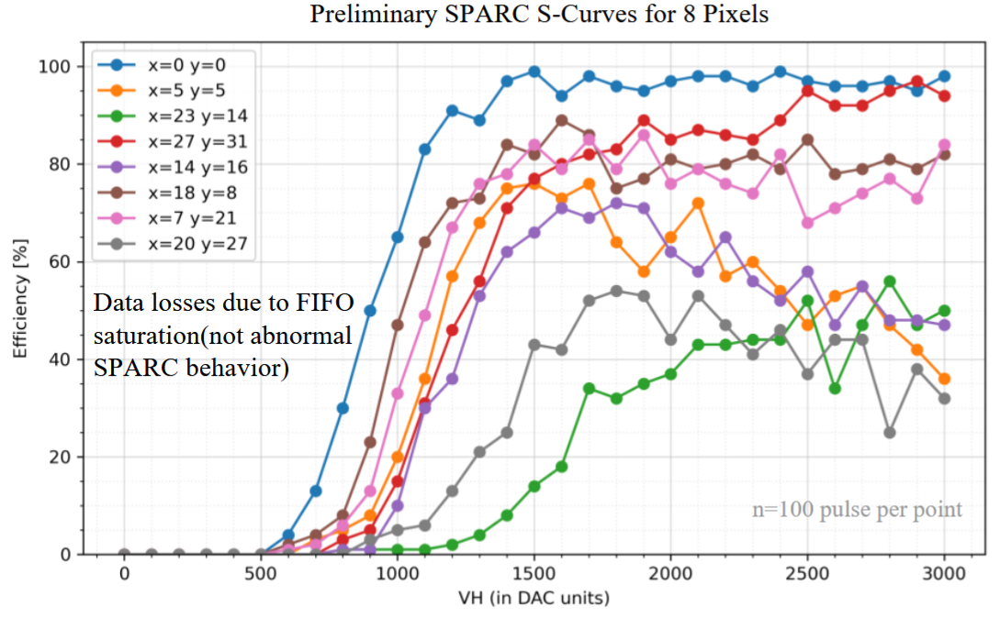 Preliminary SPARC S-Curves for 8 Pixels
100
80
60
40
20
0
Efficiency [%]
x=0 y=0
x=5 y=5
x=23 y=14
x=27 y=31
x=14 y=16
x=18 y=8
x=7 y=21
x=20 y=27
Data losses due to FIFO
saturation(not abnormal
SPARC behavior)
n=100 pulse per point
0 500 1000 1500 2000 2500 3000
VH (in DAC units)